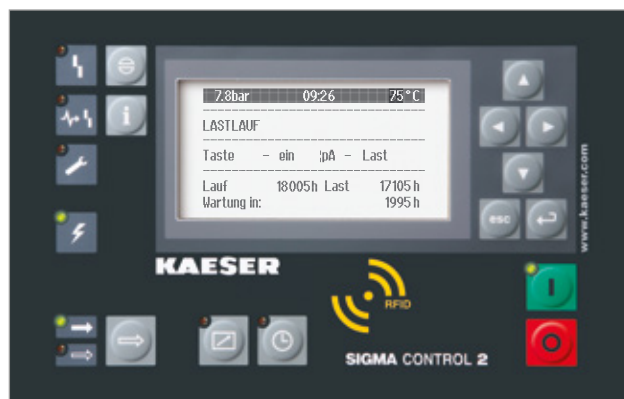 7.8bar 09:26 75°C
LASTLAUF
Taste - ein ¦pA - Last
Lauf 18005h Last 17105h
Wartung in: 1995h
esc
www.kaeser.com
KAESER
RFID
SIGMA CONTROL 2